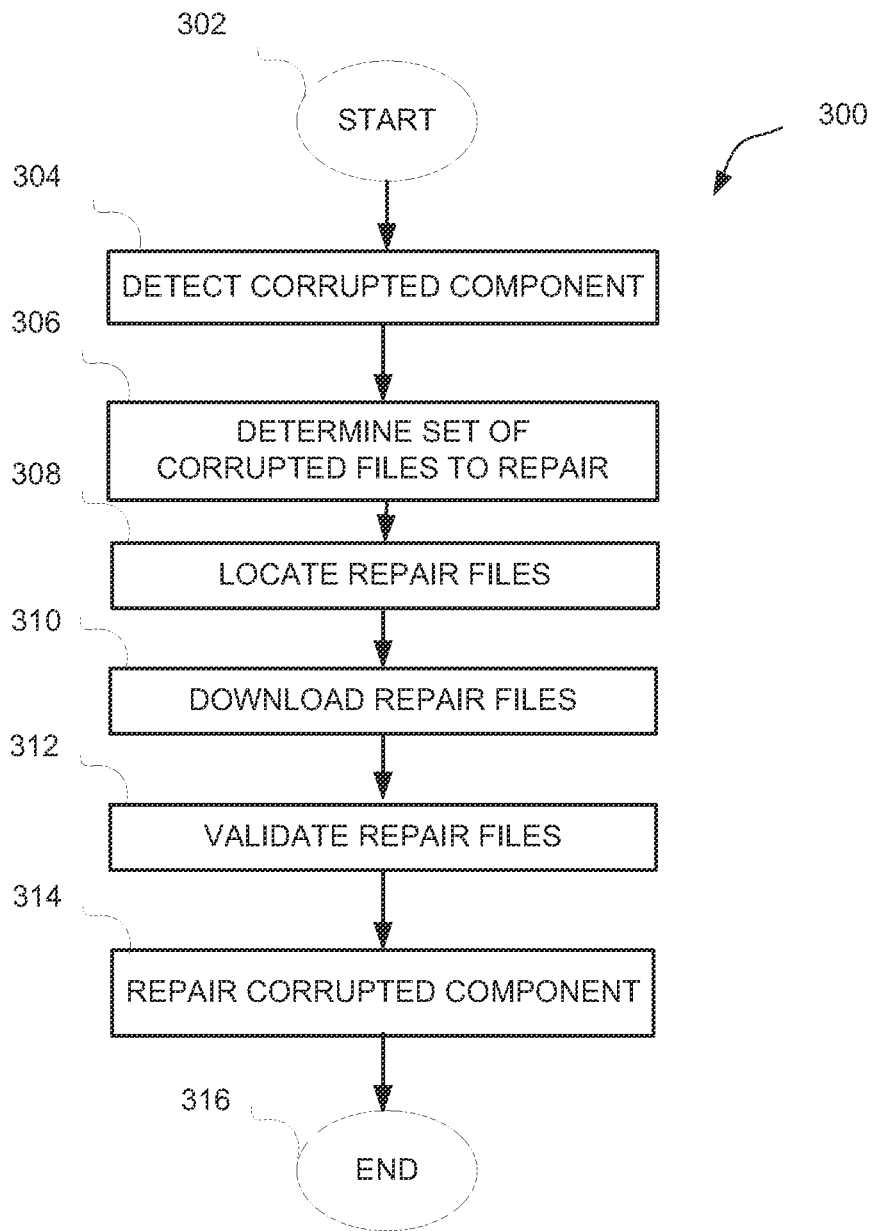 302
START
300
304
DETECT CORRUPTED COMPONENT
306
DETERMINE SET OF
CORRUPTED FILES TO REPAIR
308
LOCATE REPAIR FILES
310
DOWNLOAD REPAIR FILES
312
VALIDATE REPAIR FILES
314
REPAIR CORRUPTED COMPONENT
316
END